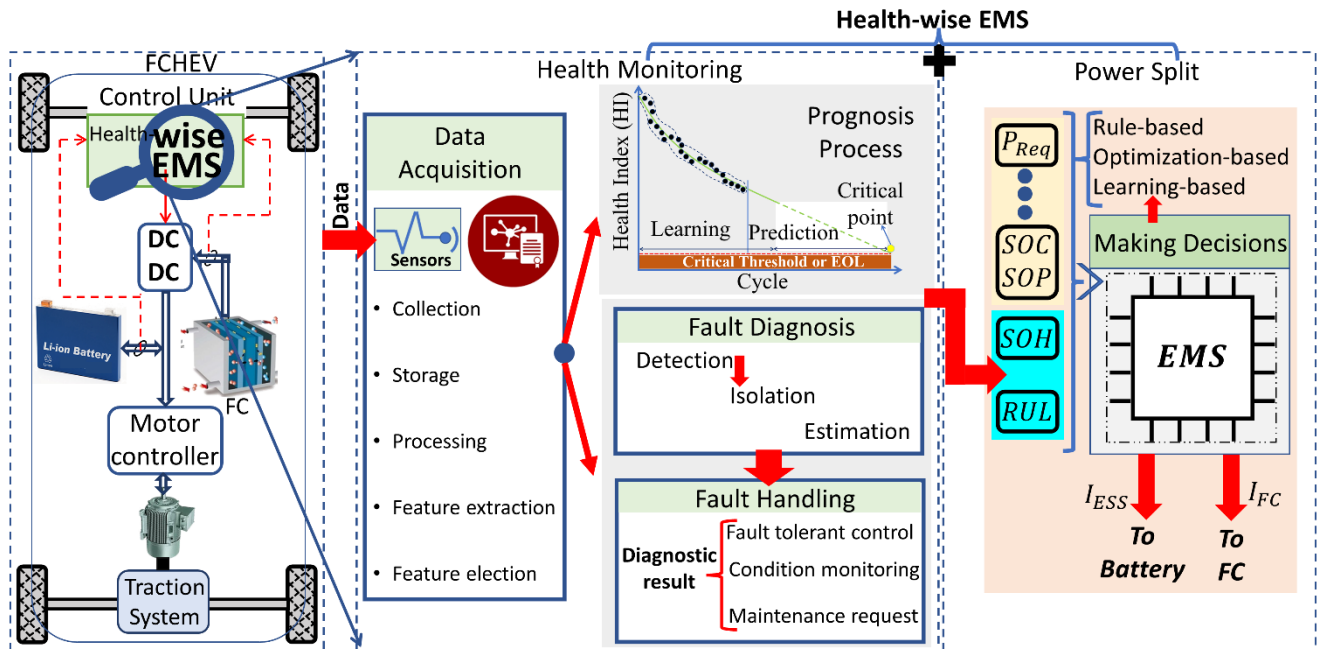 Health-wise EMS
FCHEV
Control Unit
Health-
wise
EMS
DC
DC
Li-ion Battery
FC
Motor
controller
Traction
System
Data
Health Monitoring
Data
Acquisition
Sensors
• Collection
• Storage
• Processing
• Feature extraction
• Feature election
Health Index (HI)
Prognosis
Process
Critical
point
Learning
Prediction
Critical Threshold or EOL
Cycle
Fault Diagnosis
Detection
Isolation
Estimation
Fault Handling
Diagnostic
result
Fault tolerant control
Condition monitoring
Maintenance request
Power Split
P_Req
SOC
SOP
SOH
RUL
Rule-based
Optimization-based
Learning-based
Making Decisions
EMS
I_ESS
I_FC
To
Battery
To
FC